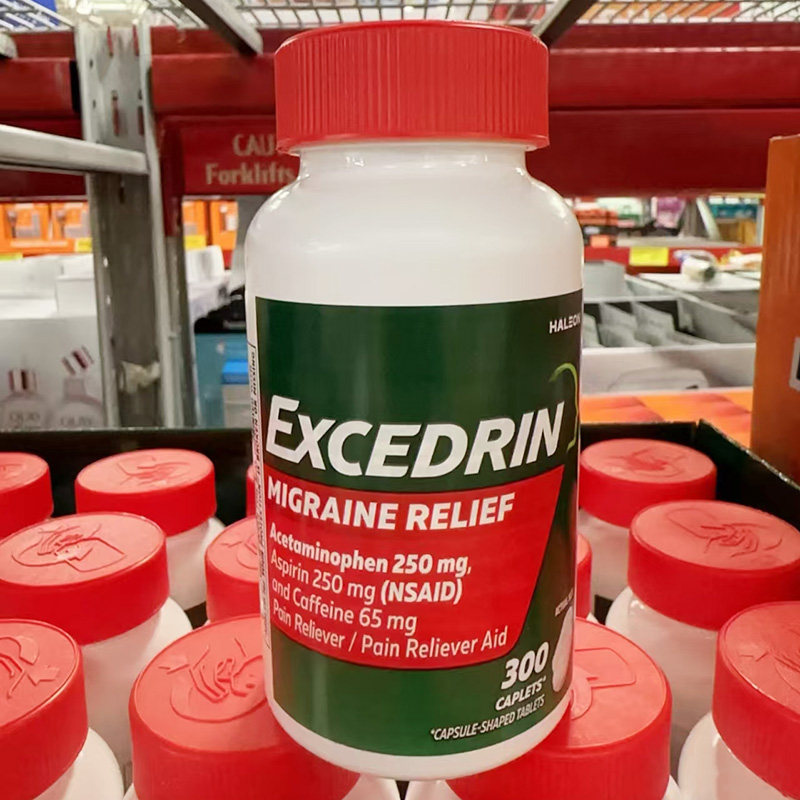 CAU
Forklifts
HALEON
EXCEDRIN
MIGRAINE RELIEF
Acetaminophen 250 mg,
Aspirin 250 mg (NSAID)
and Caffeine 65 mg
Pain Reliever / Pain Reliever Aid
300
CAPLETS*
*CAPSULE-SHAPED TABLETS